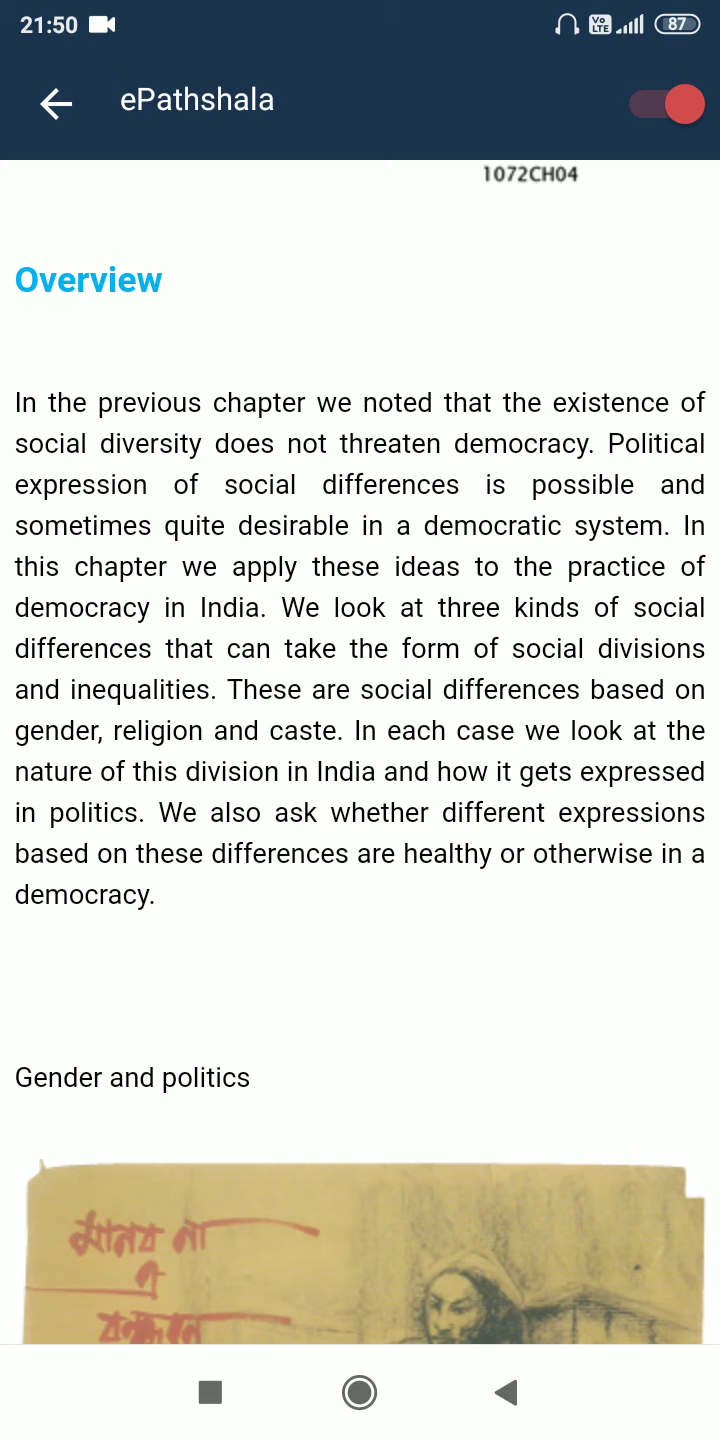 21:50
Vo LTE
87
ePathshala
1072CH04
Overview
In the previous chapter we noted that the existence of
social diversity does not threaten democracy. Political
expression of social differences is possible and
sometimes quite desirable in a democratic system. In
this chapter we apply these ideas to the practice of
democracy in India. We look at three kinds of social
differences that can take the form of social divisions
and inequalities. These are social differences based on
gender, religion and caste. In each case we look at the
nature of this division in India and how it gets expressed
in politics. We also ask whether different expressions
based on these differences are healthy or otherwise in a
democracy.
Gender and politics
মানব না
এ
বন্ধনে